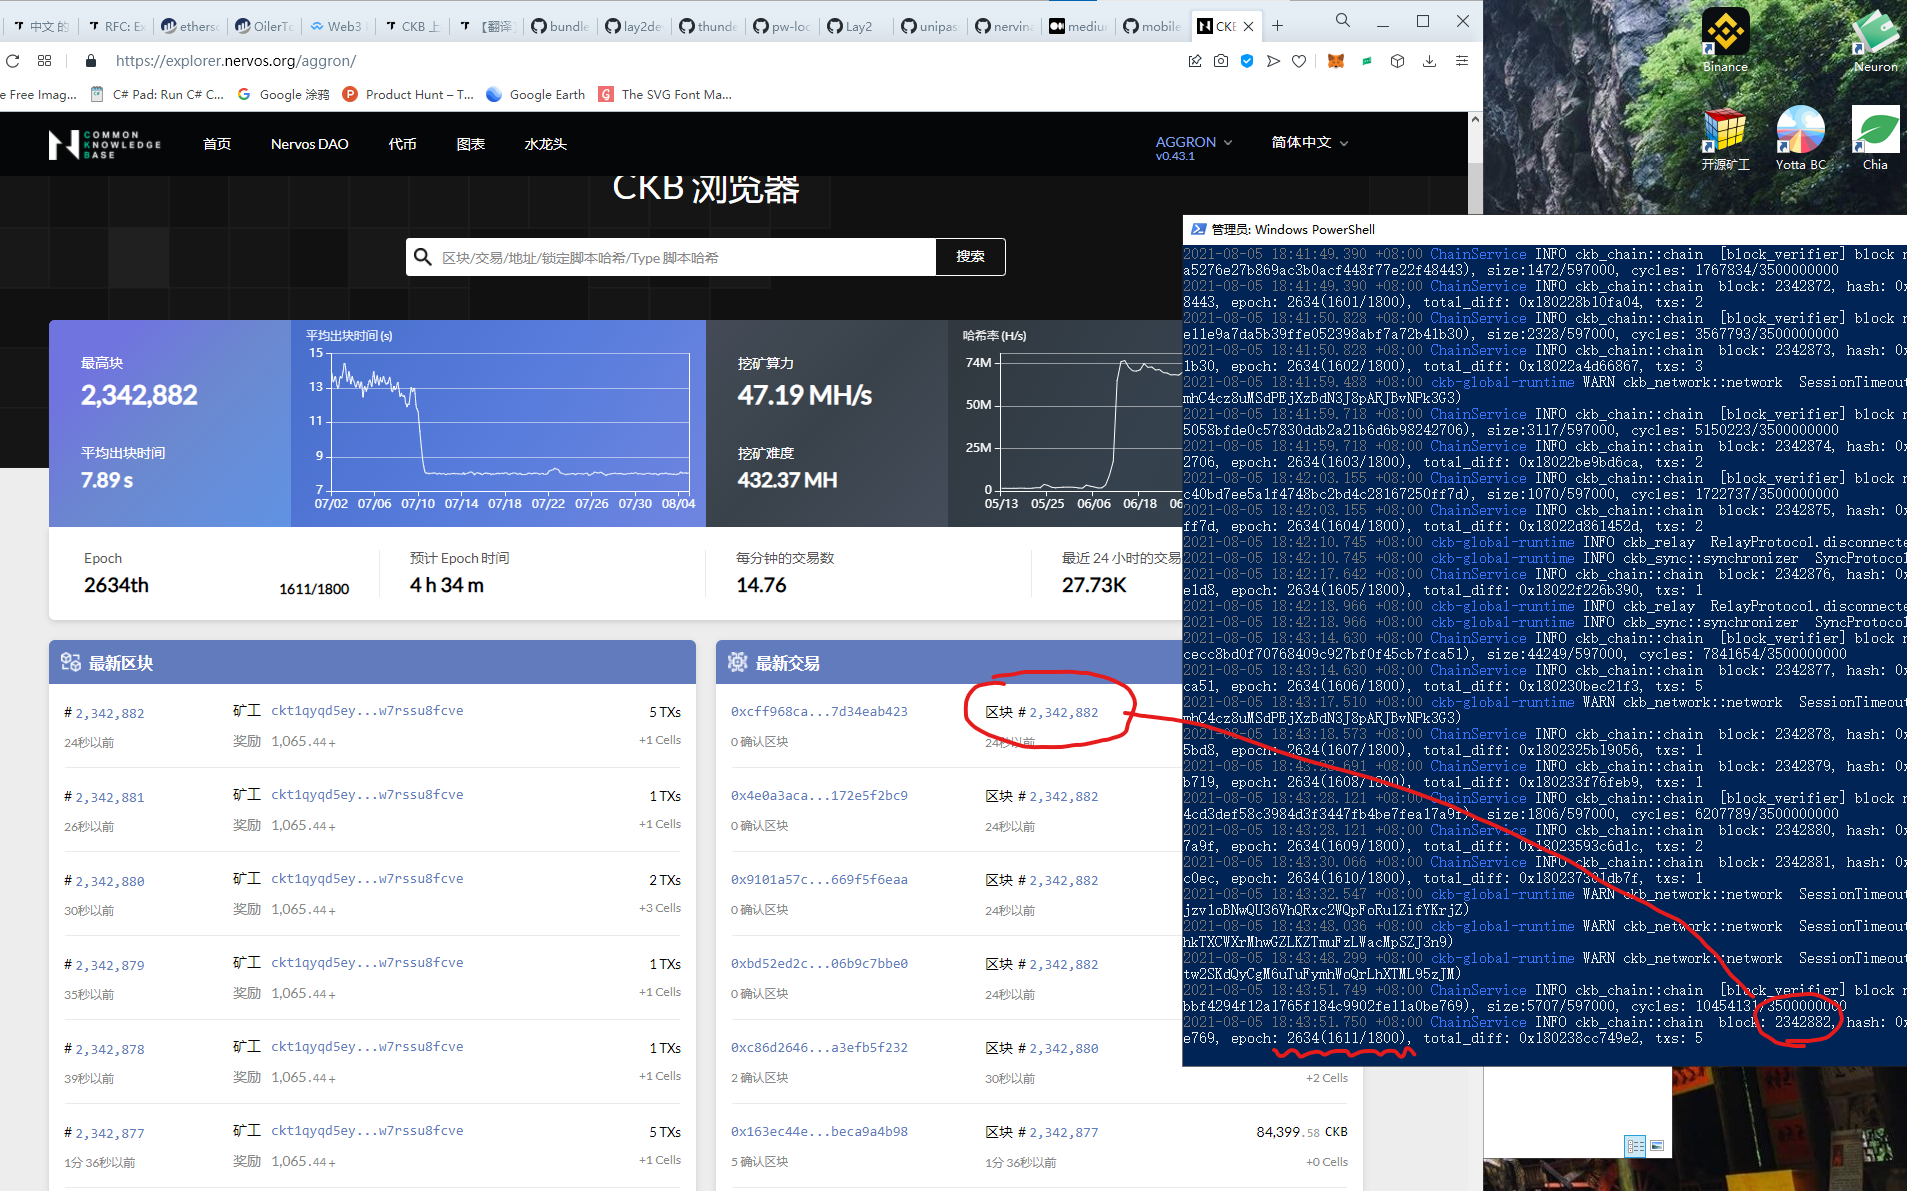 中文 的
RFC: Ex
ethers
OilerTo
Web3
CKB 上
【翻译
bundle
lay2de
thunde
pw-loc
Lay2
unipas
nervina
mediu
mobile
CKB
https://explorer.nervos.org/aggron/
e Free Imag...
C# Pad: Run C# C...
Google 涂鸦
Product Hunt – T...
Google Earth
The SVG Font Ma...
COMMON
KNOWLEDGE
BASE
首页
Nervos DAO
代币
图表
水龙头
AGGRON
v0.43.1
简体中文
CKB 浏览器
区块/交易/地址/锁定脚本哈希/Type 脚本哈希
搜索
最高块
2,342,882
平均出块时间
7.89 s
平均出块时间 (s)
15
13
11
9
7
07/02 07/06 07/10 07/14 07/18 07/22 07/26 07/30 08/04
挖矿算力
47.19 MH/s
挖矿难度
432.37 MH
哈希率 (H/s)
74M
50M
25M
0
05/13 05/25 06/06 06/18 06
Epoch
2634th
1611/1800
预计 Epoch 时间
4 h 34 m
每分钟的交易数
14.76
最近 24 小时的交易
27.73K
最新区块
# 2,342,882 矿工 ckt1qyqd5ey...w7rssu8fcve 5 TXs
24秒以前 奖励 1,065.44 + +1 Cells
# 2,342,881 矿工 ckt1qyqd5ey...w7rssu8fcve 1 TXs
26秒以前 奖励 1,065.44 + +1 Cells
# 2,342,880 矿工 ckt1qyqd5ey...w7rssu8fcve 2 TXs
30秒以前 奖励 1,065.44 + +3 Cells
# 2,342,879 矿工 ckt1qyqd5ey...w7rssu8fcve 1 TXs
35秒以前 奖励 1,065.44 + +1 Cells
# 2,342,878 矿工 ckt1qyqd5ey...w7rssu8fcve 1 TXs
39秒以前 奖励 1,065.44 + +1 Cells
# 2,342,877 矿工 ckt1qyqd5ey...w7rssu8fcve 5 TXs
1分 36秒以前 奖励 1,065.44 + +1 Cells
最新交易
0xcff968ca...7d34eab423 区块 # 2,342,882
0 确认区块 24秒以前
0x4e0a3aca...172e5f2bc9 区块 # 2,342,882
0 确认区块 24秒以前
0x9101a57c...669f5f6eaa 区块 # 2,342,882
0 确认区块 24秒以前
0xbd52ed2c...06b9c7bbe0 区块 # 2,342,882
0 确认区块 24秒以前
0xc86d2646...a3efb5f232 区块 # 2,342,880
2 确认区块 30秒以前 +2 Cells
0x163ec44e...beca9a4b98 区块 # 2,342,877 84,399.58 CKB
5 确认区块 1分 36秒以前 +0 Cells
Binance
Neuron
开源矿工
Yotta BC
Chia
管理员: Windows PowerShell
2021-08-05 18:41:49.390 +08:00 ChainService INFO ckb_chain::chain [block_verifier] block n
a5276e27b869ac3b0acf448f77e22f48443), size:1472/597000, cycles: 1767834/3500000000
2021-08-05 18:41:49.390 +08:00 ChainService INFO ckb_chain::chain block: 2342872, hash: 0x
8443, epoch: 2634(1601/1800), total_diff: 0x180228b10fa04, txs: 2
2021-08-05 18:41:50.828 +08:00 ChainService INFO ckb_chain::chain [block_verifier] block n
e11e9a7da5b39ffe052398abf7a72b41b30), size:2328/597000, cycles: 3567793/3500000000
2021-08-05 18:41:50.828 +08:00 ChainService INFO ckb_chain::chain block: 2342873, hash: 0x
1b30, epoch: 2634(1602/1800), total_diff: 0x18022a4d66867, txs: 3
2021-08-05 18:41:59.488 +08:00 ckb-global-runtime WARN ckb_network::network SessionTimeout
mhC4cz8uMSdPEjXzBdN3J8pARJBvNPk3G3)
2021-08-05 18:41:59.718 +08:00 ChainService INFO ckb_chain::chain [block_verifier] block n
5058bfde0c57830ddb2a21b6d6b98242706), size:3117/597000, cycles: 5150223/3500000000
2021-08-05 18:41:59.718 +08:00 ChainService INFO ckb_chain::chain block: 2342874, hash: 0x
2706, epoch: 2634(1603/1800), total_diff: 0x18022be9bd6ca, txs: 2
2021-08-05 18:42:03.155 +08:00 ChainService INFO ckb_chain::chain [block_verifier] block n
c40bd7ee5a1f4748bc2bd4c28167250ff7d), size:1070/597000, cycles: 1722737/3500000000
2021-08-05 18:42:03.155 +08:00 ChainService INFO ckb_chain::chain block: 2342875, hash: 0x
ff7d, epoch: 2634(1604/1800), total_diff: 0x18022d861452d, txs: 2
2021-08-05 18:42:10.745 +08:00 ckb-global-runtime INFO ckb_relay RelayProtocol.disconnecte
2021-08-05 18:42:10.745 +08:00 ckb-global-runtime INFO ckb_sync::synchronizer SyncProtocol
2021-08-05 18:42:17.642 +08:00 ChainService INFO ckb_chain::chain block: 2342876, hash: 0x
e1d8, epoch: 2634(1605/1800), total_diff: 0x18022f226b390, txs: 1
2021-08-05 18:42:18.966 +08:00 ckb-global-runtime INFO ckb_relay RelayProtocol.disconnecte
2021-08-05 18:42:18.966 +08:00 ckb-global-runtime INFO ckb_sync::synchronizer SyncProtocol
2021-08-05 18:43:14.630 +08:00 ChainService INFO ckb_chain::chain [block_verifier] block n
cecc8bd0f70768409c927bf0f45cb7fca51), size:44249/597000, cycles: 7841654/3500000000
2021-08-05 18:43:14.630 +08:00 ChainService INFO ckb_chain::chain block: 2342877, hash: 0x
ca51, epoch: 2634(1606/1800), total_diff: 0x180230bec21f3, txs: 5
2021-08-05 18:43:17.510 +08:00 ckb-global-runtime WARN ckb_network::network SessionTimeout
mhC4cz8uMSdPEjXzBdN3J8pARJBvNPk3G3)
2021-08-05 18:43:18.573 +08:00 ChainService INFO ckb_chain::chain block: 2342878, hash: 0x
5bd8, epoch: 2634(1607/1800), total_diff: 0x1802325b19056, txs: 1
ChainService INFO ckb_chain::chain block: 2342879, hash: 0x
b719, epoch: 2634(1608/1800), total_diff: 0x180233f76feb9, txs: 1
2021-08-05 18:43:28.121 +08:00 ChainService INFO ckb_chain::chain [block_verifier] block n
4cd3def58c3984d3f3447fb4be7fea17a9f), size:1806/597000, cycles: 6207789/3500000000
2021-08-05 18:43:28.121 +08:00 ChainService INFO ckb_chain::chain block: 2342880, hash: 0x
7a9f, epoch: 2634(1609/1800), total_diff: 0x18023593c6d1c, txs: 2
2021-08-05 18:43:30.066 +08:00 ChainService INFO ckb_chain::chain block: 2342881, hash: 0x
c0ec, epoch: 2634(1610/1800), total_diff: 0x180237301db7f, txs: 1
2021-08-05 18:43:32.547 +08:00 ckb-global-runtime WARN ckb_network::network SessionTimeout
jzv1oBNwQU36VhQRxc2WQpFoRu1ZifYKrjZ)
2021-08-05 18:43:48.036 +08:00 ckb-global-runtime WARN ckb_network::network SessionTimeout
hkTXCWXrMhwGZLKZTmuFzLWacMpSZJ3n9)
2021-08-05 18:43:48.299 +08:00 ckb-global-runtime WARN ckb_network::network SessionTimeout
tw2SKdQyCgM6uTuFymhWoQrLhXTML95zJM)
2021-08-05 18:43:51.749 +08:00 ChainService INFO ckb_chain::chain [block_verifier] block n
bbf4294f12a1765f184c9902fe11a0be769), size:5707/597000, cycles: 10454131/3500000000
2021-08-05 18:43:51.750 +08:00 ChainService INFO ckb_chain::chain block: 2342882, hash: 0x
e769, epoch: 2634(1611/1800), total_diff: 0x180238cc749e2, txs: 5